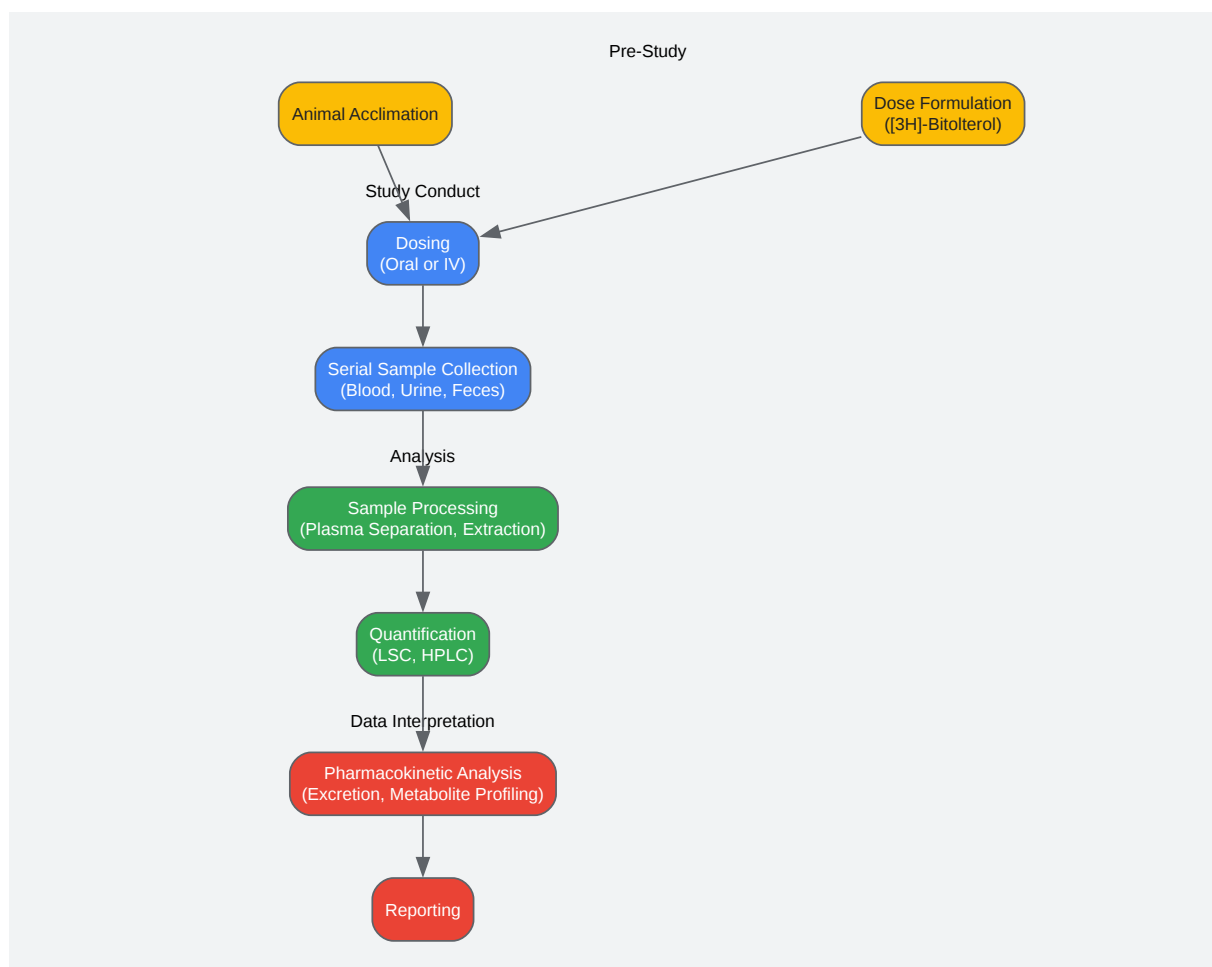 Pre-Study
Animal Acclimation
Dose Formulation
([3H]-Bitolterol)
Study Conduct
Dosing
(Oral or IV)
Serial Sample Collection
(Blood, Urine, Feces)
Analysis
Sample Processing
(Plasma Separation, Extraction)
Quantification
(LSC, HPLC)
Data Interpretation
Pharmacokinetic Analysis
(Excretion, Metabolite Profiling)
Reporting